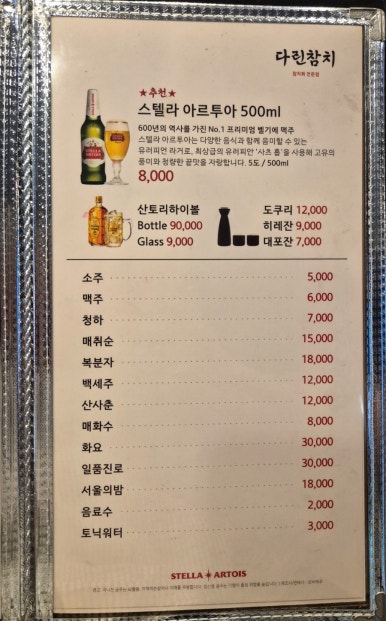 다린참치
참치회 전문점
★추천★
스텔라 아르투아 500ml
600년의 역사를 가진 No.1 프리미엄 벨기에 맥주
스텔라 아르투아는 다양한 음식과 함께 음미할 수 있는
유러피안 라거로, 최상급의 유러피안 '사츠 홉'을 사용해 고유의
풍미와 청량한 끝맛을 자랑합니다. 5도 / 500ml
8,000
산토리하이볼
Bottle 90,000
Glass 9,000
도쿠리 12,000
히레잔 9,000
대포잔 7,000
소주 5,000
맥주 6,000
청하 7,000
매취순 15,000
복분자 18,000
백세주 12,000
산사춘 12,000
매화수 8,000
화요 30,000
일품진로 30,000
서울의밤 18,000
음료수 2,000
토닉워터 3,000
STELLA ARTOIS
STELLA
ARTOIS